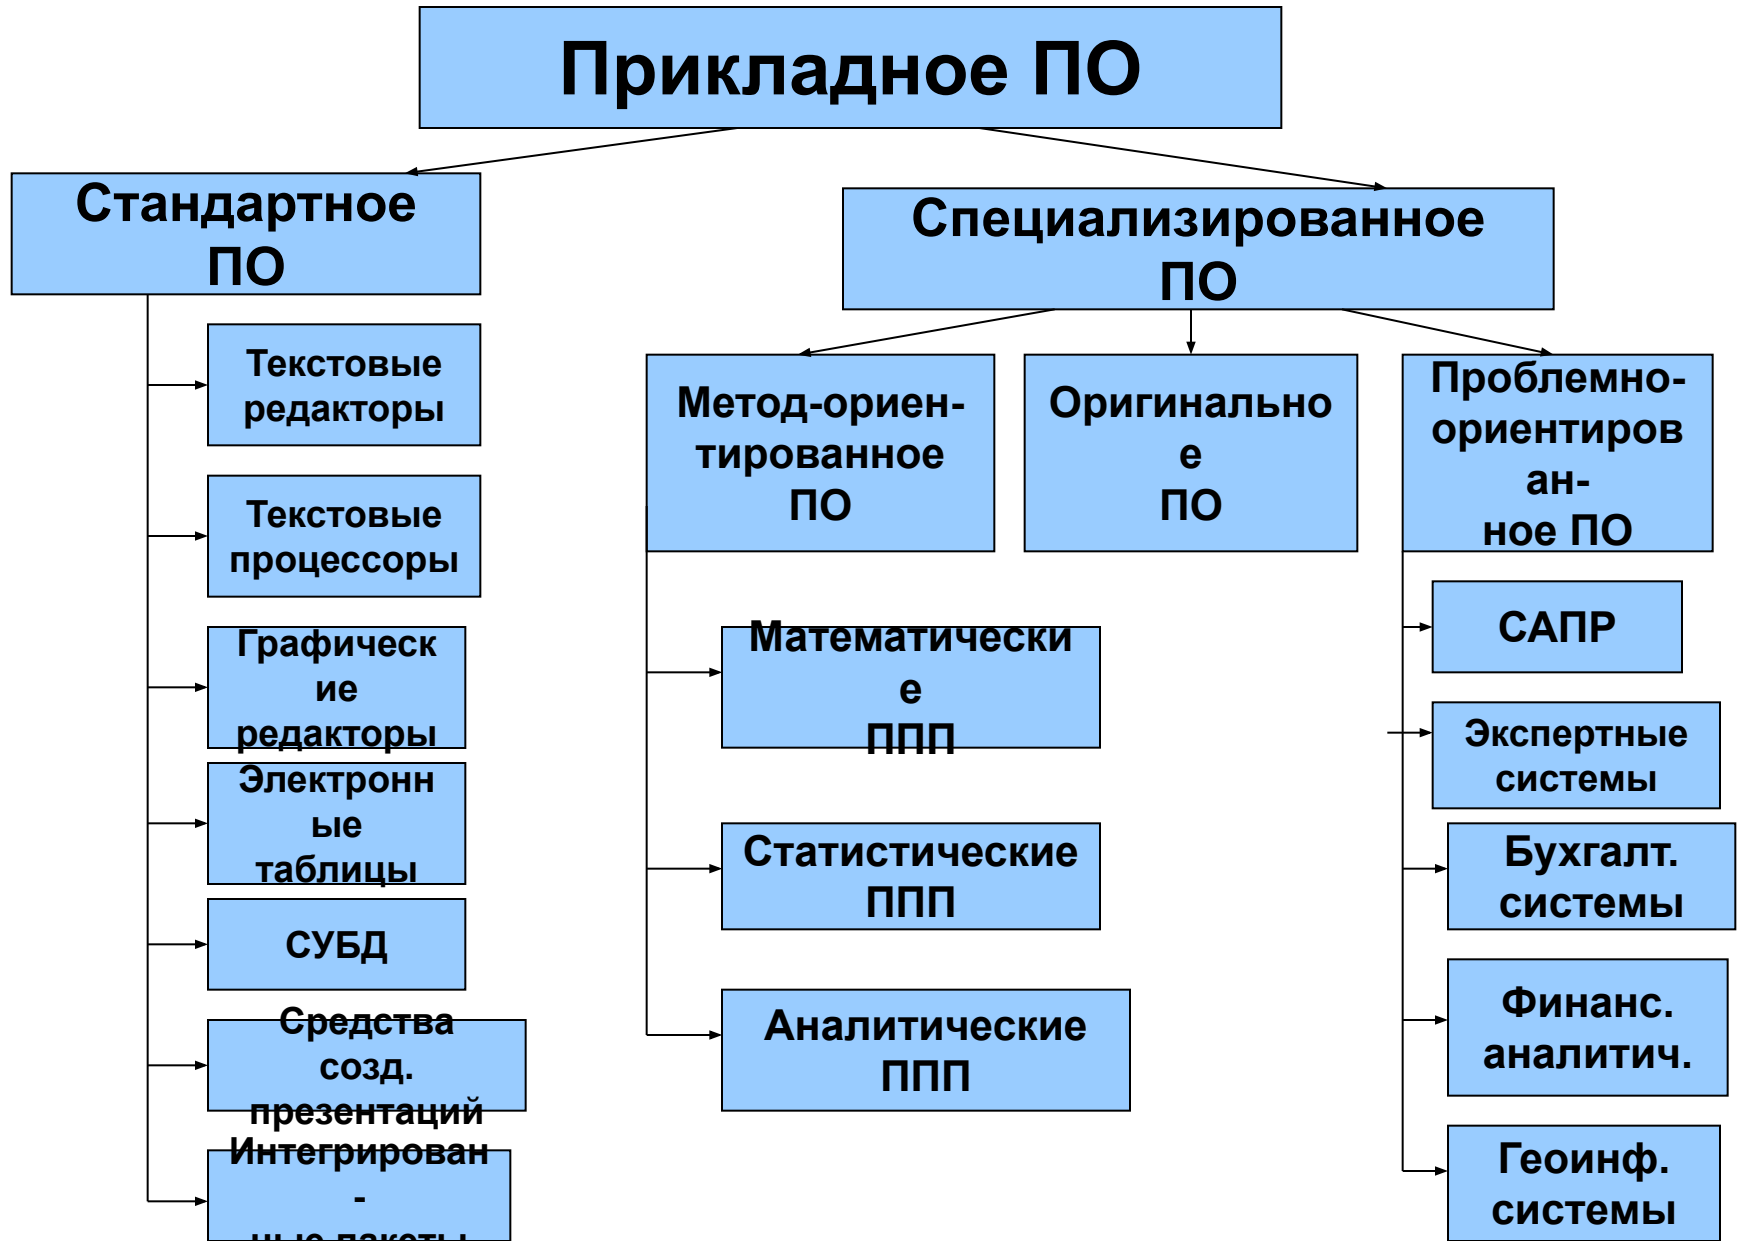 Прикладное ПО
Стандартное
ПО
Специализированное
ПО
Текстовые
редакторы
Текстовые
процессоры
Графическ
ие
редакторы
Электронн
ые
таблицы
СУБД
Средства
созд.
презентаций
Интегрирован
-
ные пакеты
Метод-ориен-
тированное
ПО
Математически
е
ППП
Статистические
ППП
Аналитические
ППП
Оригинально
е
ПО
Проблемно-
ориентиров
ан-
ное ПО
САПР
Экспертные
системы
Бухгалт.
системы
Финанс.
аналитич.
Геоинф.
системы